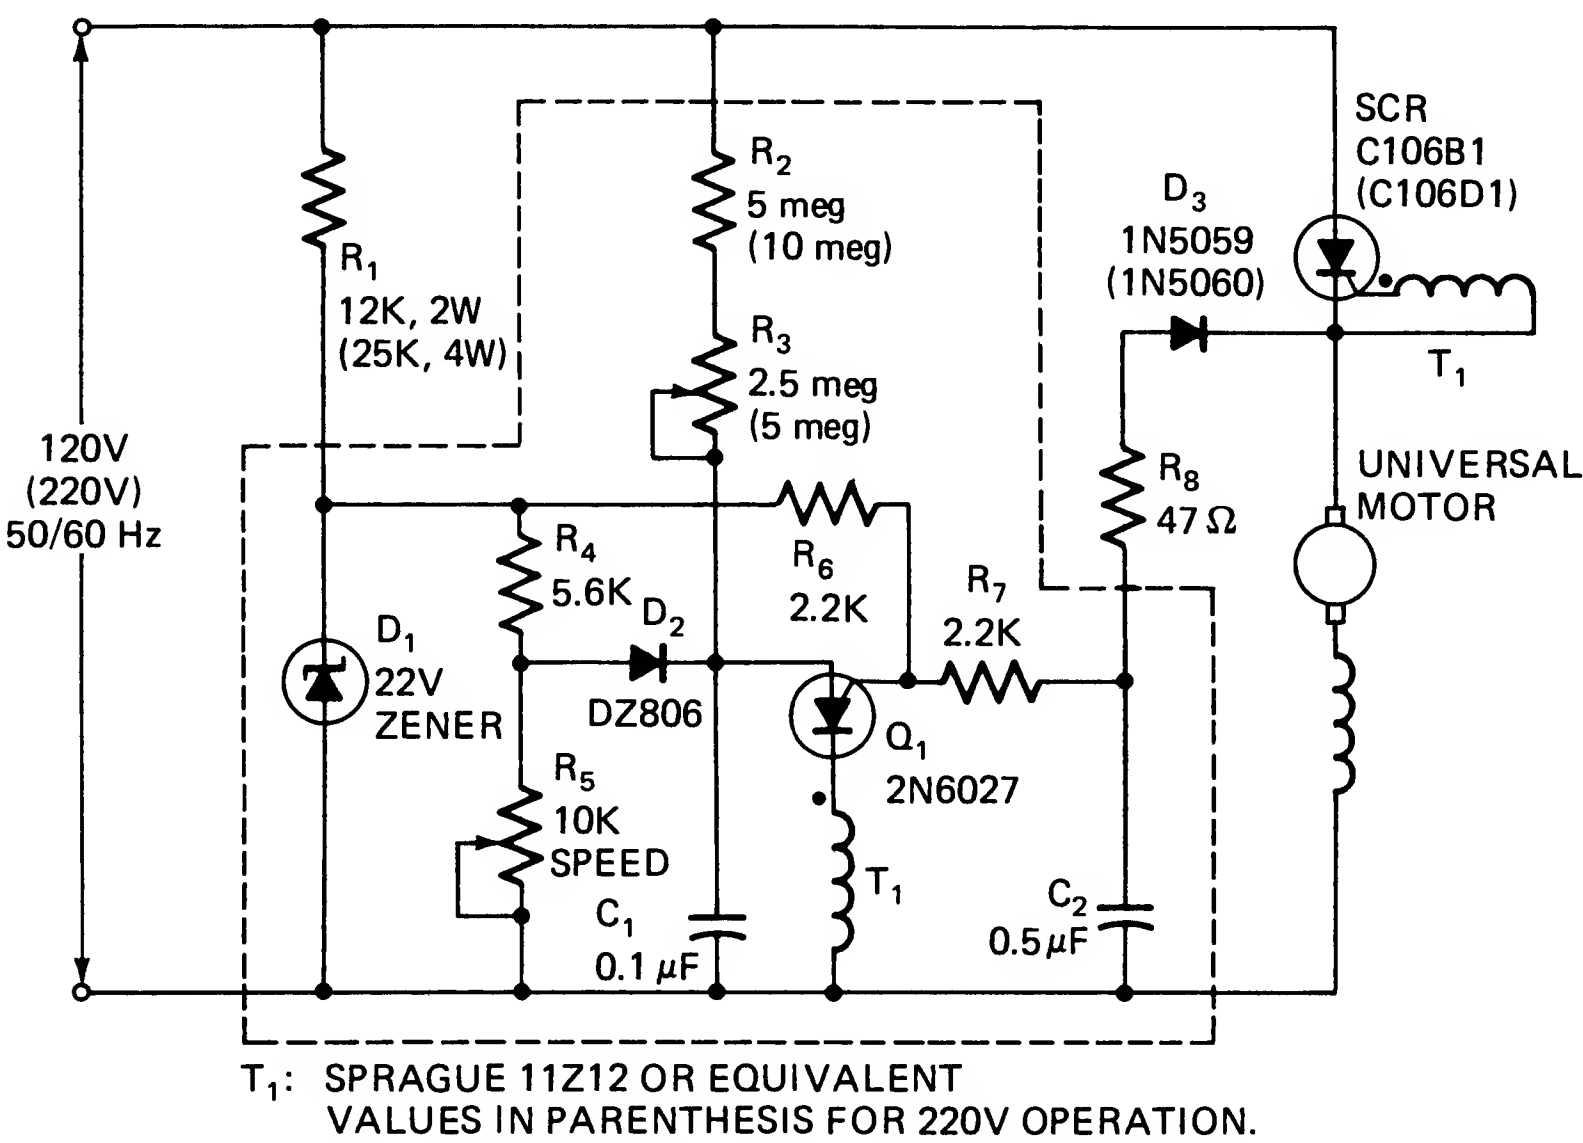 SCR
C106B1
(C106D1)
R2
5 meg
(10 meg)
D3
1N5059
(1N5060)
R1
12K, 2W
(25K, 4W)
R3
2.5 meg
(5 meg)
T1
120V
(220V)
50/60 Hz
R8
47 Ω
UNIVERSAL
MOTOR
R4
5.6K
R6
2.2K
R7
2.2K
D2
DZ806
D1
22V
ZENER
Q1
2N6027
R5
10K
SPEED
T1
C1
0.1 μF
C2
0.5 μF
T1: SPRAGUE 11Z12 OR EQUIVALENT
VALUES IN PARENTHESIS FOR 220V OPERATION.